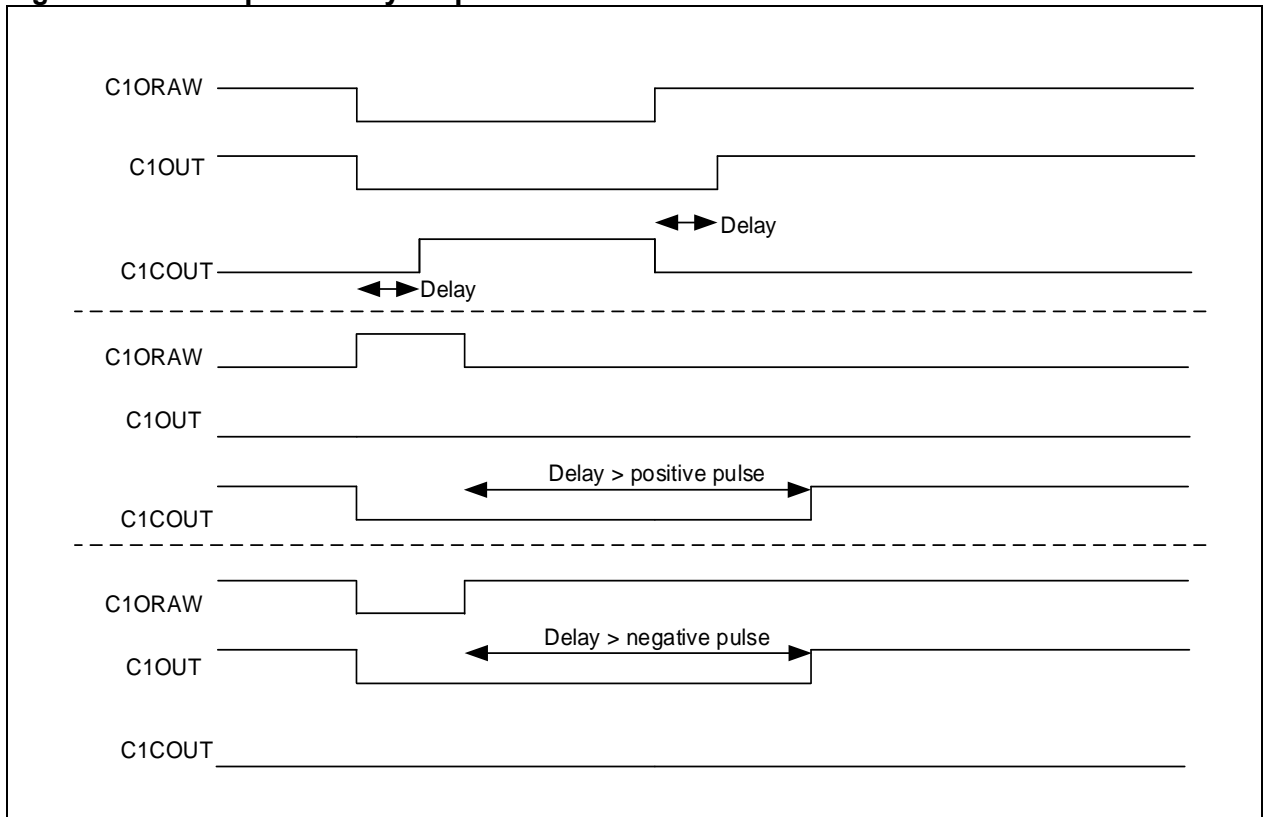 C1ORAW
C1OUT
Delay
C1COUT
Delay
C1ORAW
C1OUT
Delay > positive pulse
C1COUT
C1ORAW
Delay > negative pulse
C1OUT
C1COUT